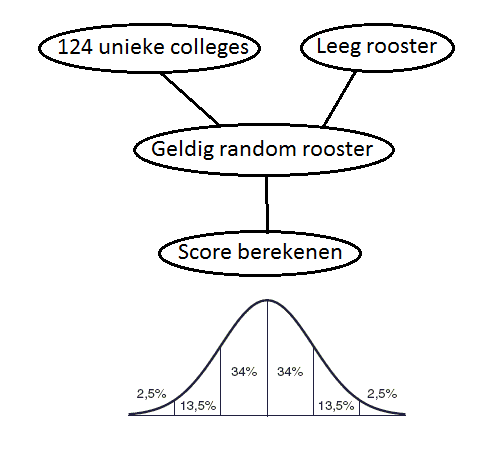 124 unieke colleges
Leeg rooster
Geldig random rooster
Score berekenen
34% 34%
2,5% 2,5%
13,5% 13,5%